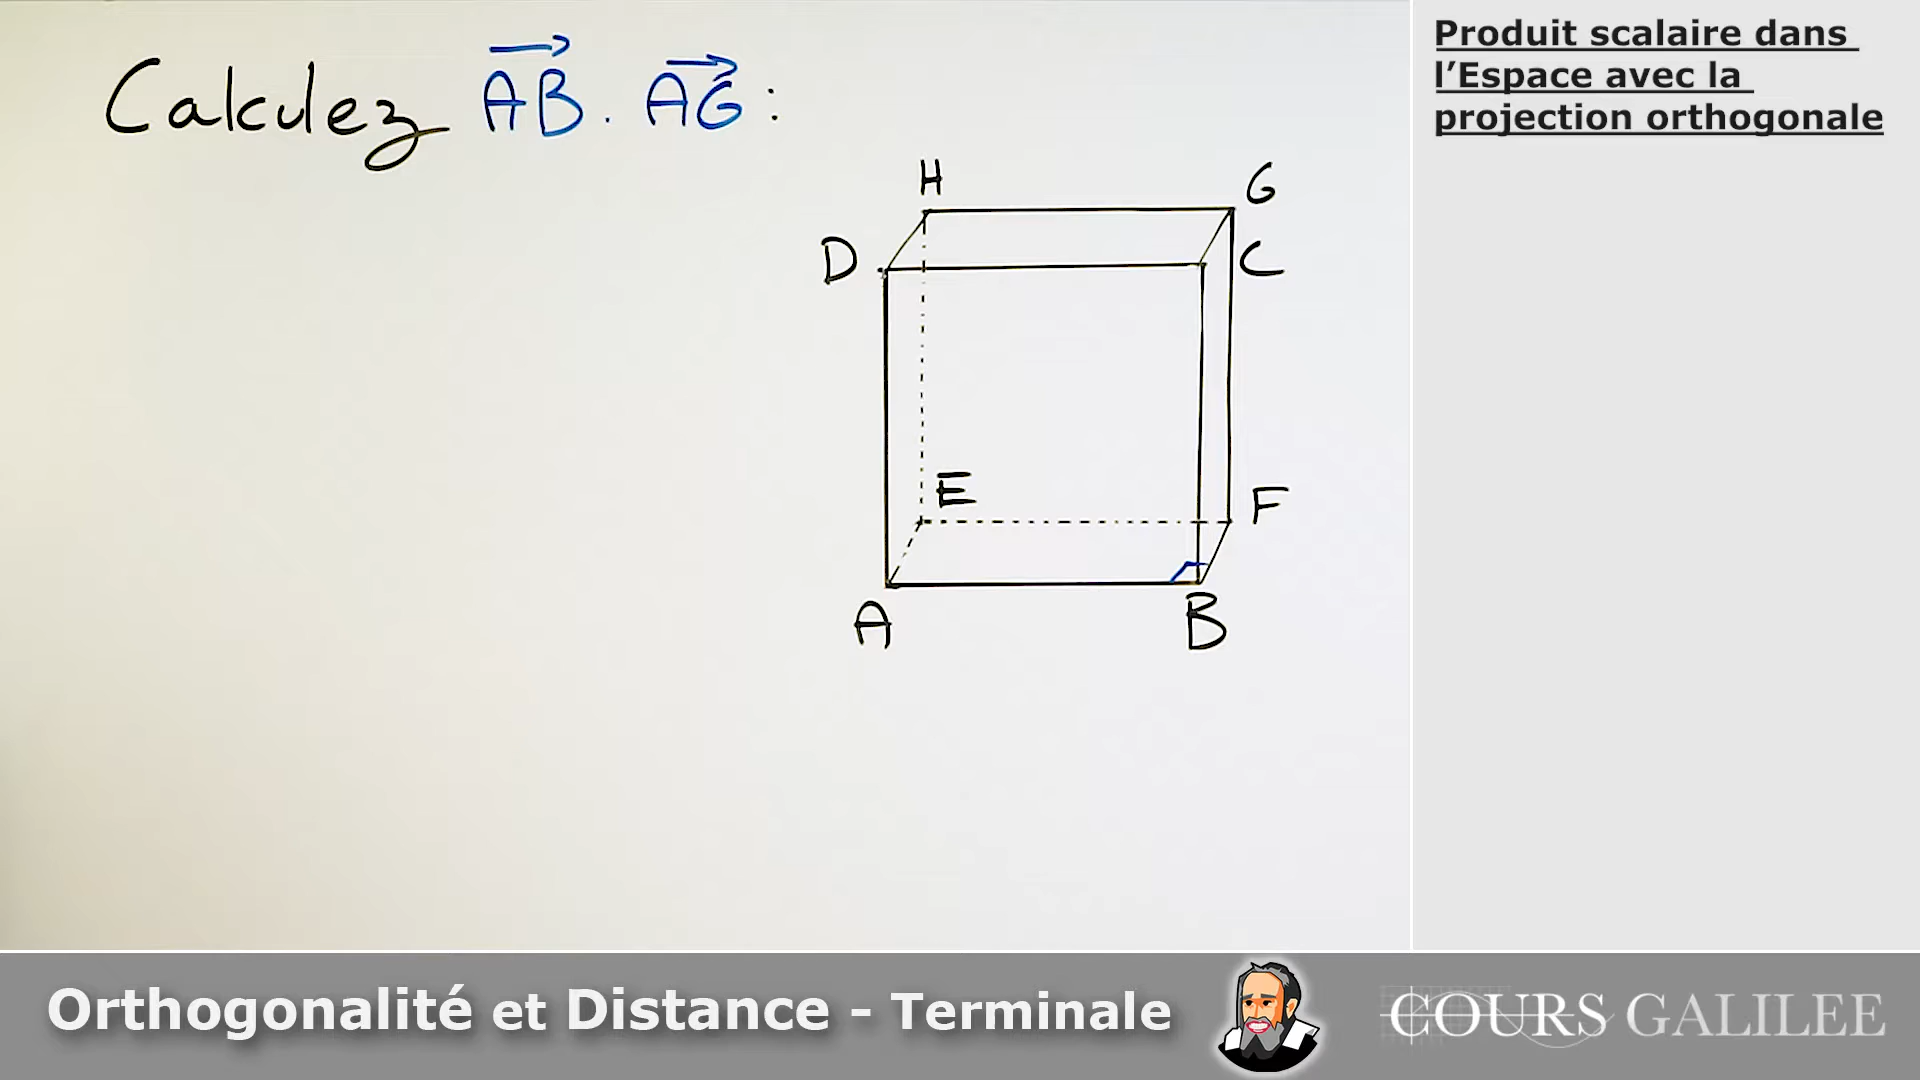 Calculez AB. AG :
Produit scalaire dans
l’Espace avec la
projection orthogonale
H
G
D
C
E
F
A
B
Orthogonalité et Distance - Terminale
COURS GALILEE